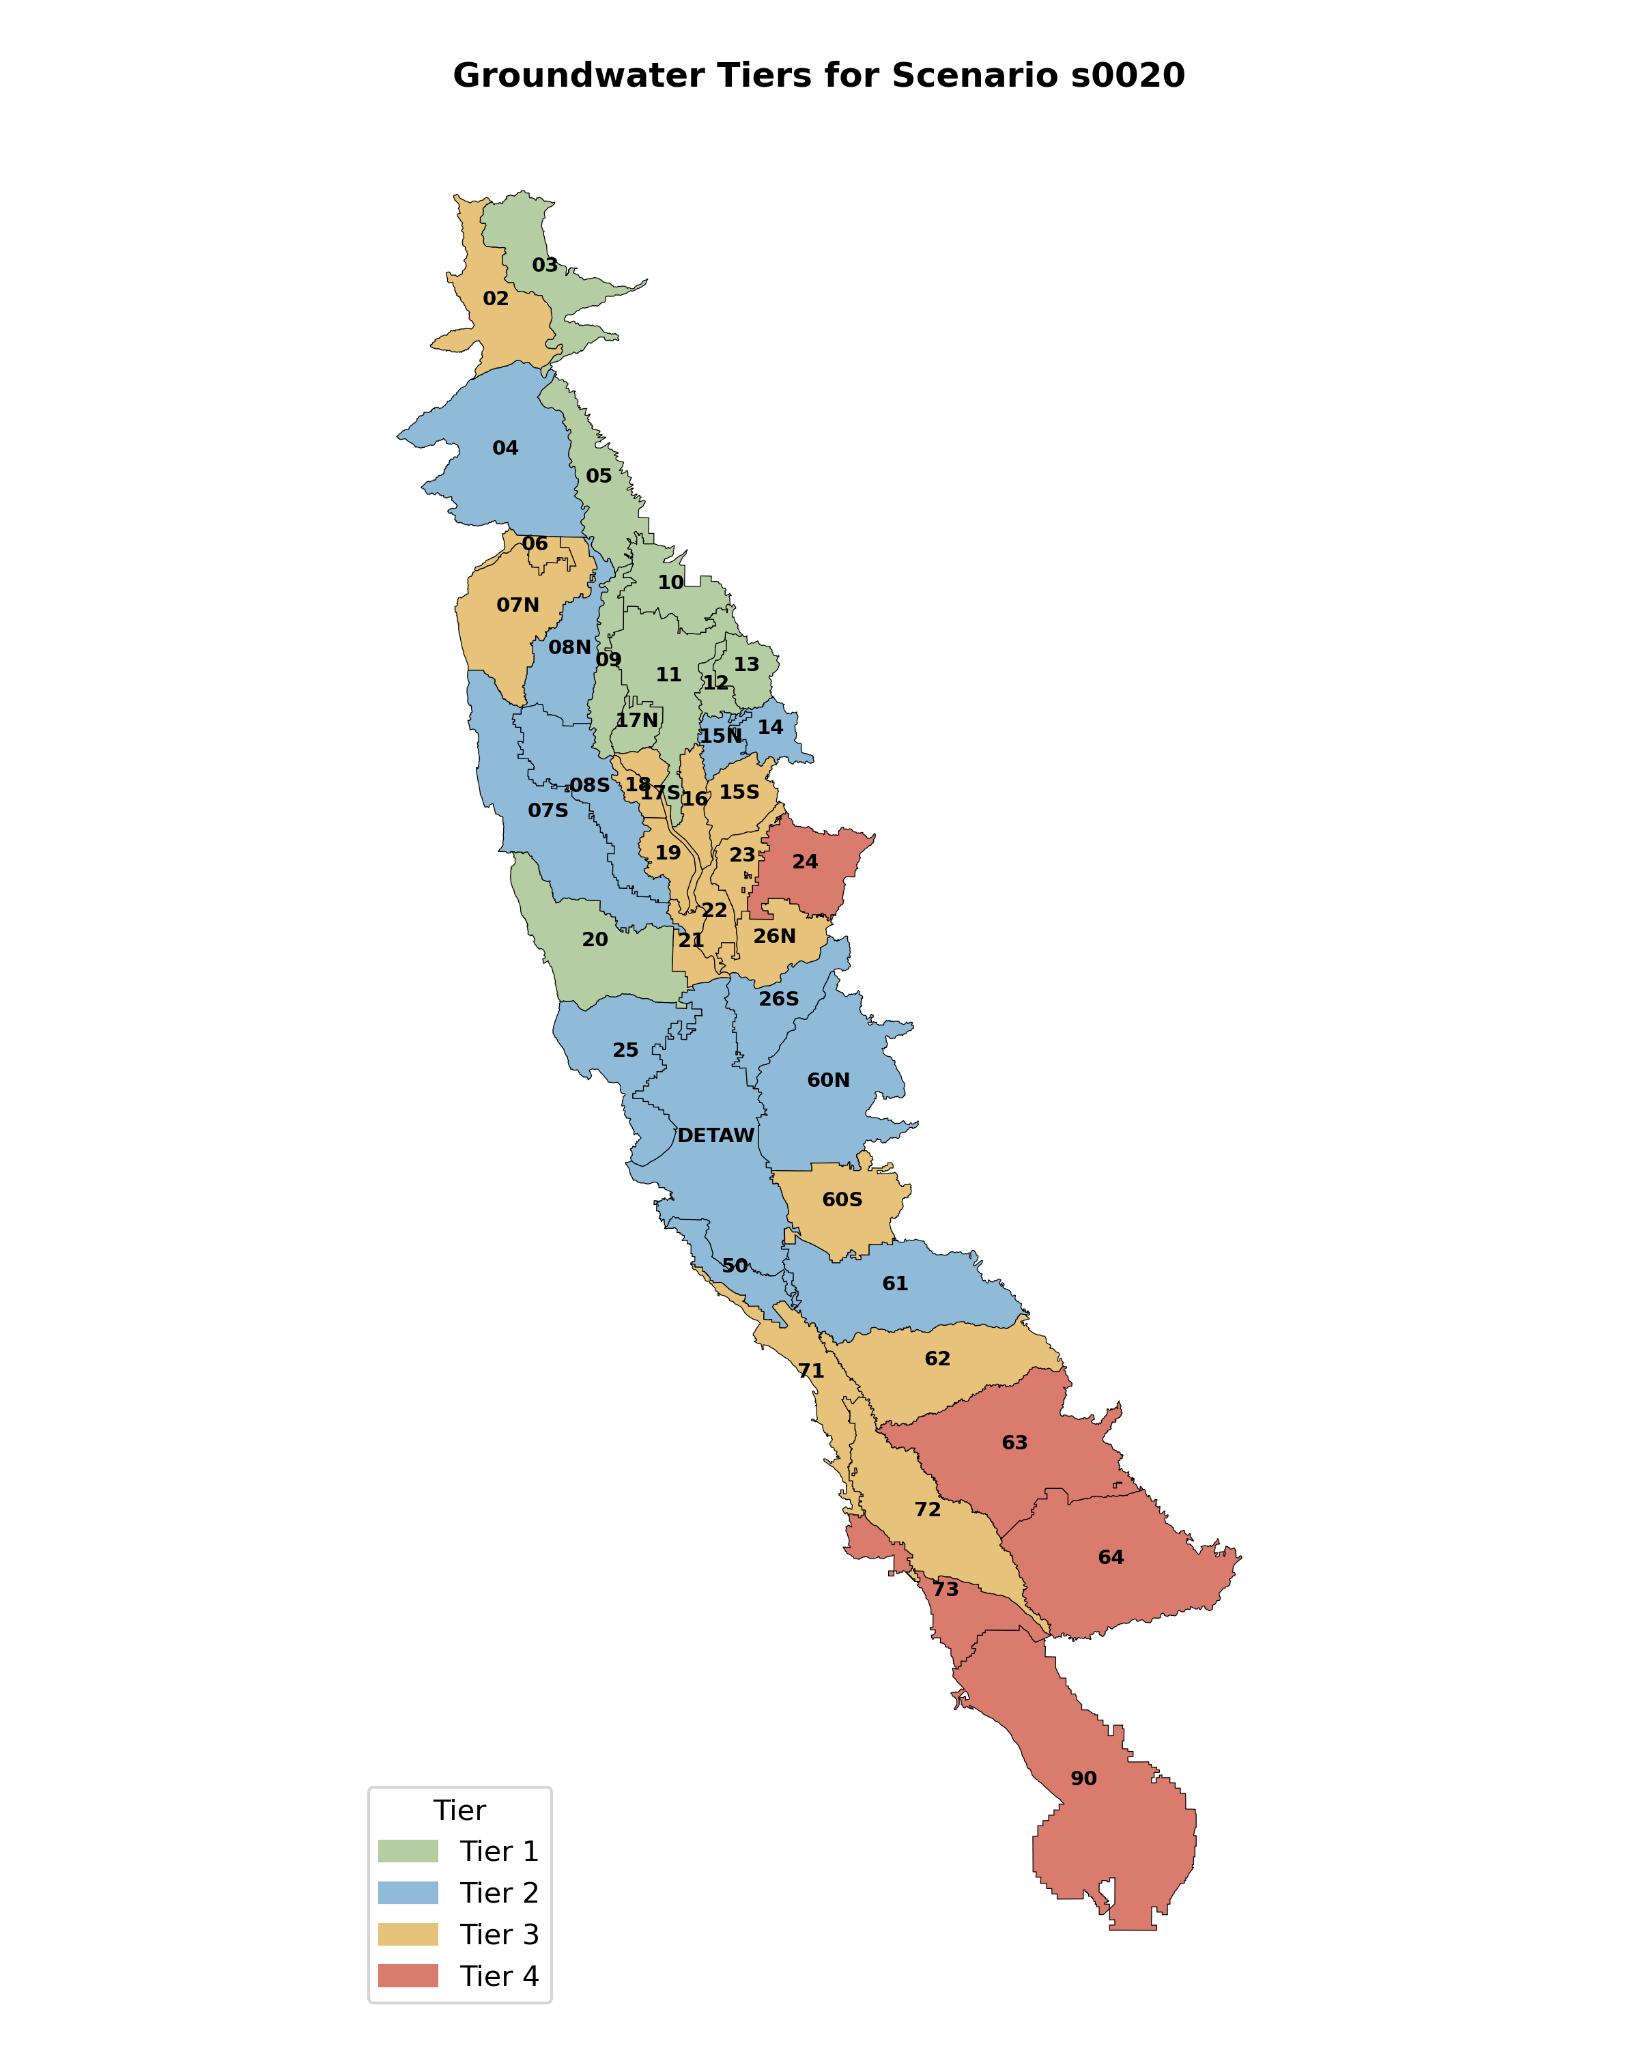 Groundwater Tiers for Scenario s0020
03
02
04
05
06
10
07N
08N
09
13
11
12
17N
14
15N
18
08S
17S
16
15S
07S
19
23
24
22
20
21
26N
26S
25
60N
DETAW
60S
50
61
62
71
63
72
64
73
90
Tier
Tier 1
Tier 2
Tier 3
Tier 4